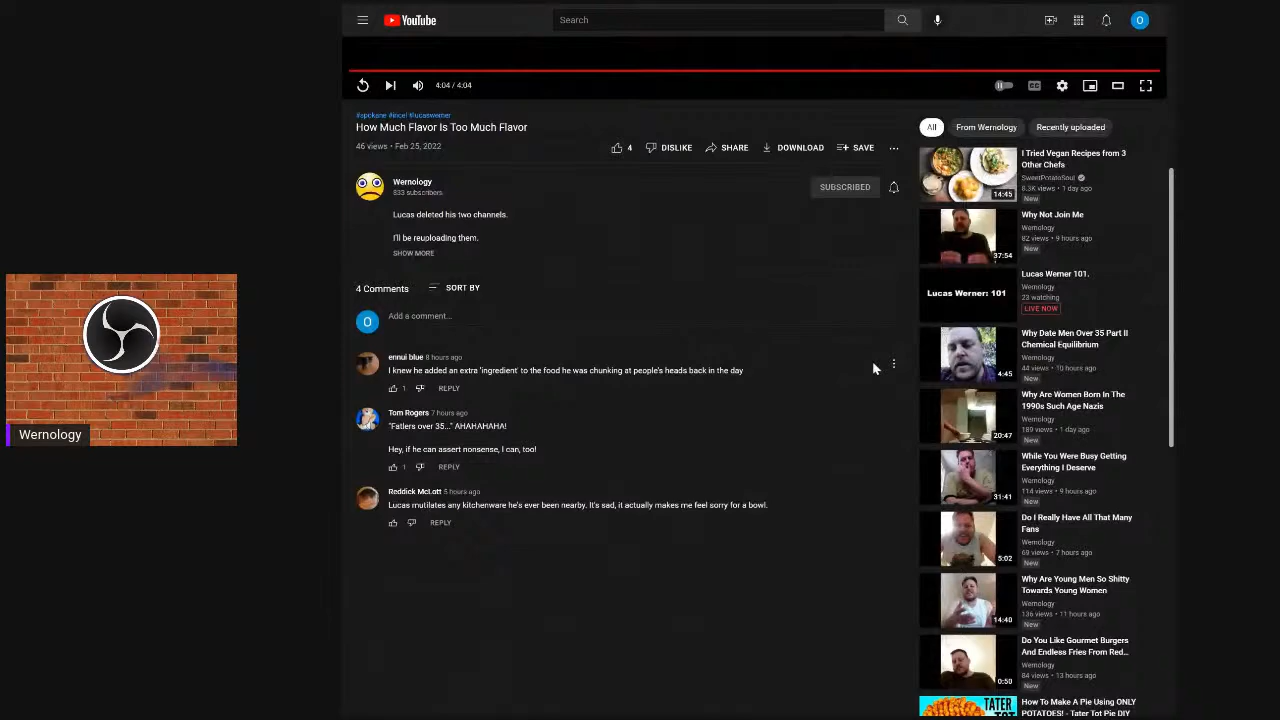 YouTube
Search
O
4:04 / 4:04
CC
#spokane #incel #lucaswerner
How Much Flavor Is Too Much Flavor
46 views • Feb 25, 2022
4
DISLIKE
SHARE
DOWNLOAD
SAVE
Wernology
833 subscribers
SUBSCRIBED
Lucas deleted his two channels.
I'll be reuploading them.
SHOW MORE
4 Comments
SORT BY
O
Add a comment...
ennui blue 8 hours ago
I knew he added an extra 'ingredient' to the food he was chunking at people's heads back in the day
1
REPLY
Tom Rogers 7 hours ago
"Fatlers over 35..." AHAHAHAHA!
Hey, if he can assert nonsense, I can, too!
1
REPLY
Reddick McLott 5 hours ago
Lucas mutilates any kitchenware he's ever been nearby. It's sad, it actually makes me feel sorry for a bowl.
REPLY
Wernology
All
From Wernology
Recently uploaded
14:45
I Tried Vegan Recipes from 3
Other Chefs
SweetPotatoSoul
8.3K views • 1 day ago
New
37:54
Why Not Join Me
Wernology
82 views • 9 hours ago
New
Lucas Werner: 101
Lucas Werner 101.
Wernology
23 watching
LIVE NOW
4:45
Why Date Men Over 35 Part II
Chemical Equilibrium
Wernology
44 views • 10 hours ago
New
20:47
Why Are Women Born In The
1990s Such Age Nazis
Wernology
189 views • 1 day ago
New
31:41
While You Were Busy Getting
Everything I Deserve
Wernology
114 views • 9 hours ago
New
5:02
Do I Really Have All That Many
Fans
Wernology
69 views • 7 hours ago
New
14:40
Why Are Young Men So Shitty
Towards Young Women
Wernology
136 views • 11 hours ago
New
0:50
Do You Like Gourmet Burgers
And Endless Fries From Red...
Wernology
84 views • 13 hours ago
New
TATER
TOT
How To Make A Pie Using ONLY
POTATOES! - Tater Tot Pie DIY